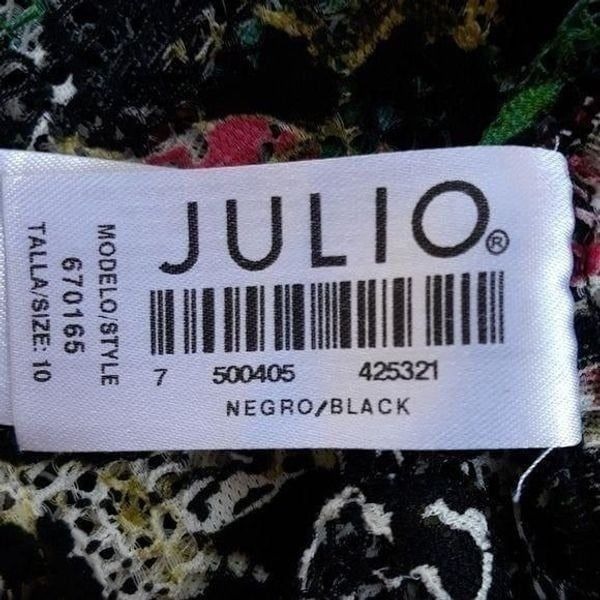 JULIO®
7 500405 425321
NEGRO/BLACK
MODELO/STYLE
670165
TALLA/SIZE: 10